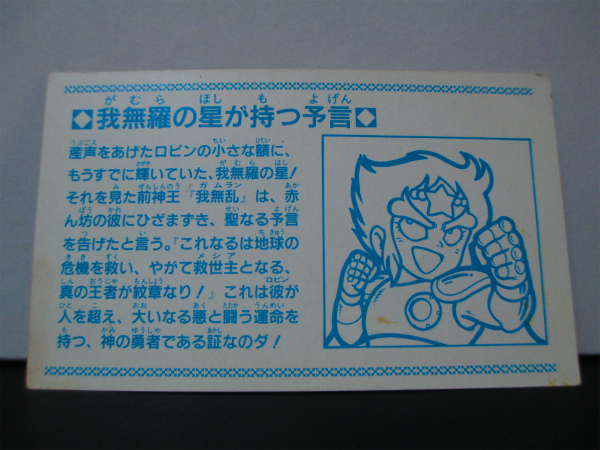 ◇我無羅の星が持つ予言◇
産声をあげたロビンの小さな額に、
もうすでに輝いていた、我無羅の星!
それを見た前神王『我無乱』は、赤
ん坊の彼にひざまずき、聖なる予言
を告げたと言う。『これなるは地球の
危機を救い、やがて救世主となる、
真の王者が紋章なり!』これは彼が
人を超え、大いなる悪と闘う運命を
持つ、神の勇者である証なのダ!